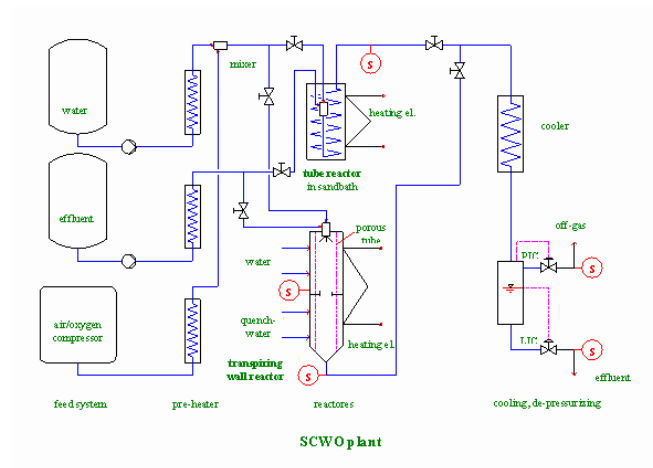 mixer
S
water
heating el.
cooler
tube reactor
in sandbath
effluent
porous
tube
off-gas
water
PIC
S
S
air/oxygen
compressor
quench-
water
heating el.
LIC
S
transpiring
wall reactor
S
effluent
feed system
pre-heater
reactores
cooling, de-pressurizing
SCWO plant